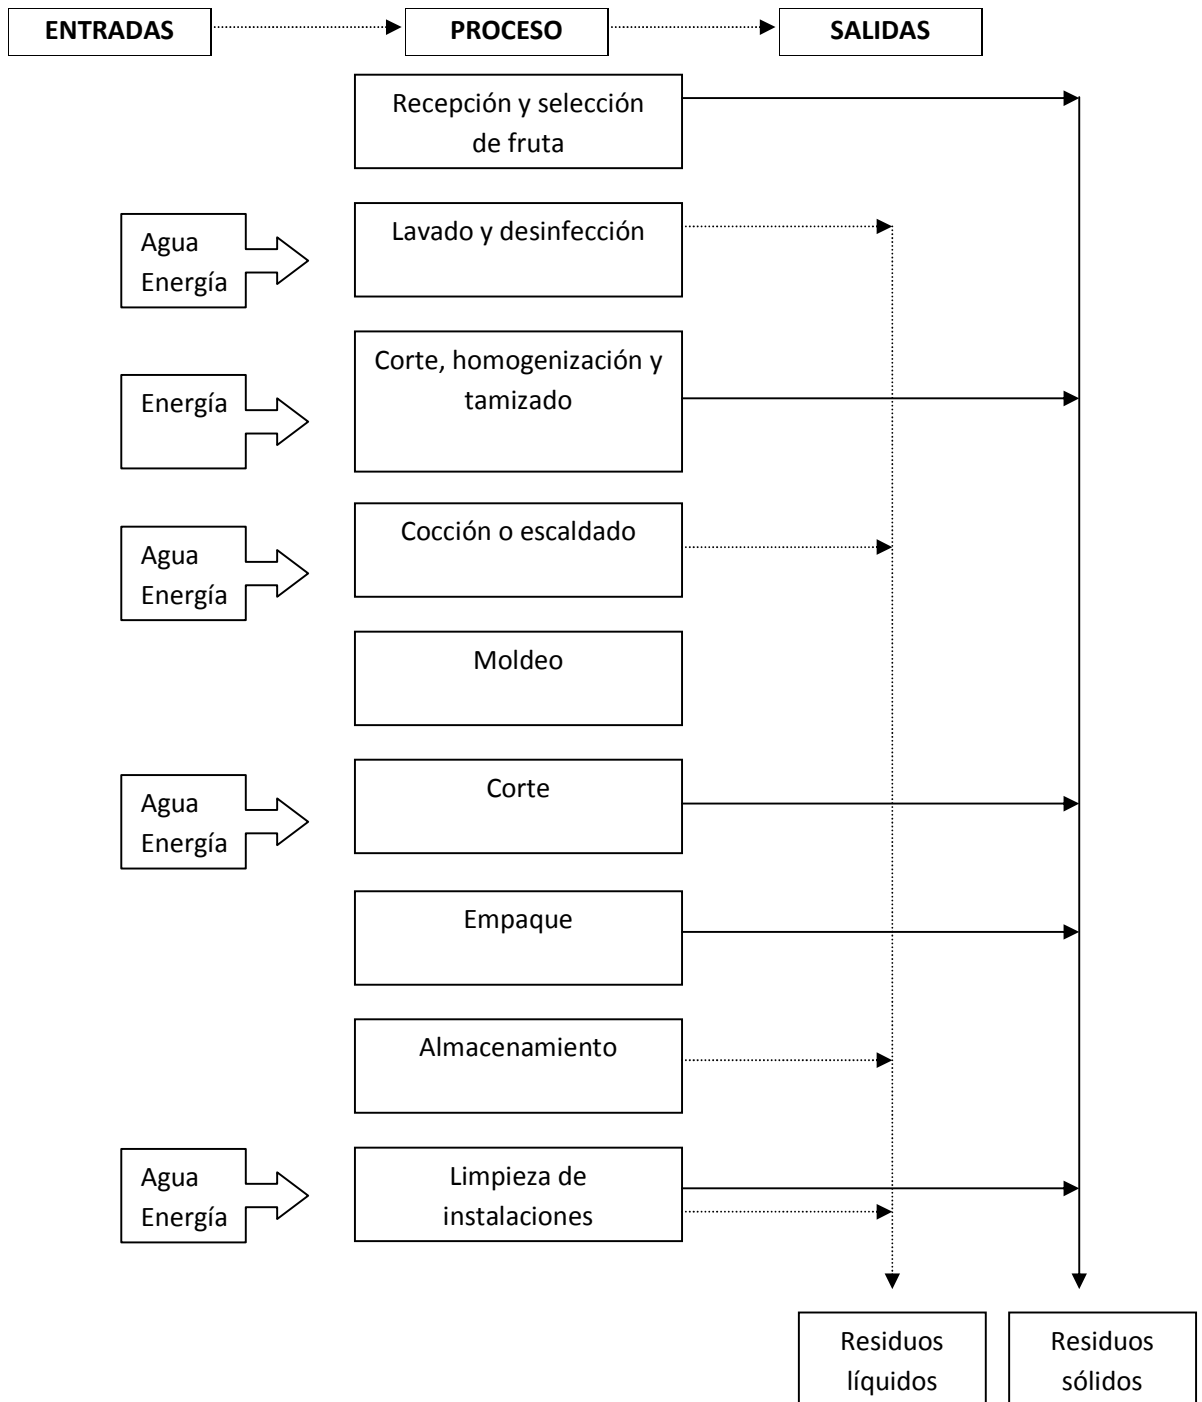 ENTRADAS
PROCESO
SALIDAS
Recepción y selección
de fruta
Agua
Energía
Lavado y desinfección
Energía
Corte, homogenización y
tamizado
Agua
Energía
Cocción o escaldado
Moldeo
Agua
Energía
Corte
Empaque
Almacenamiento
Agua
Energía
Limpieza de
instalaciones
Residuos
líquidos
Residuos
sólidos